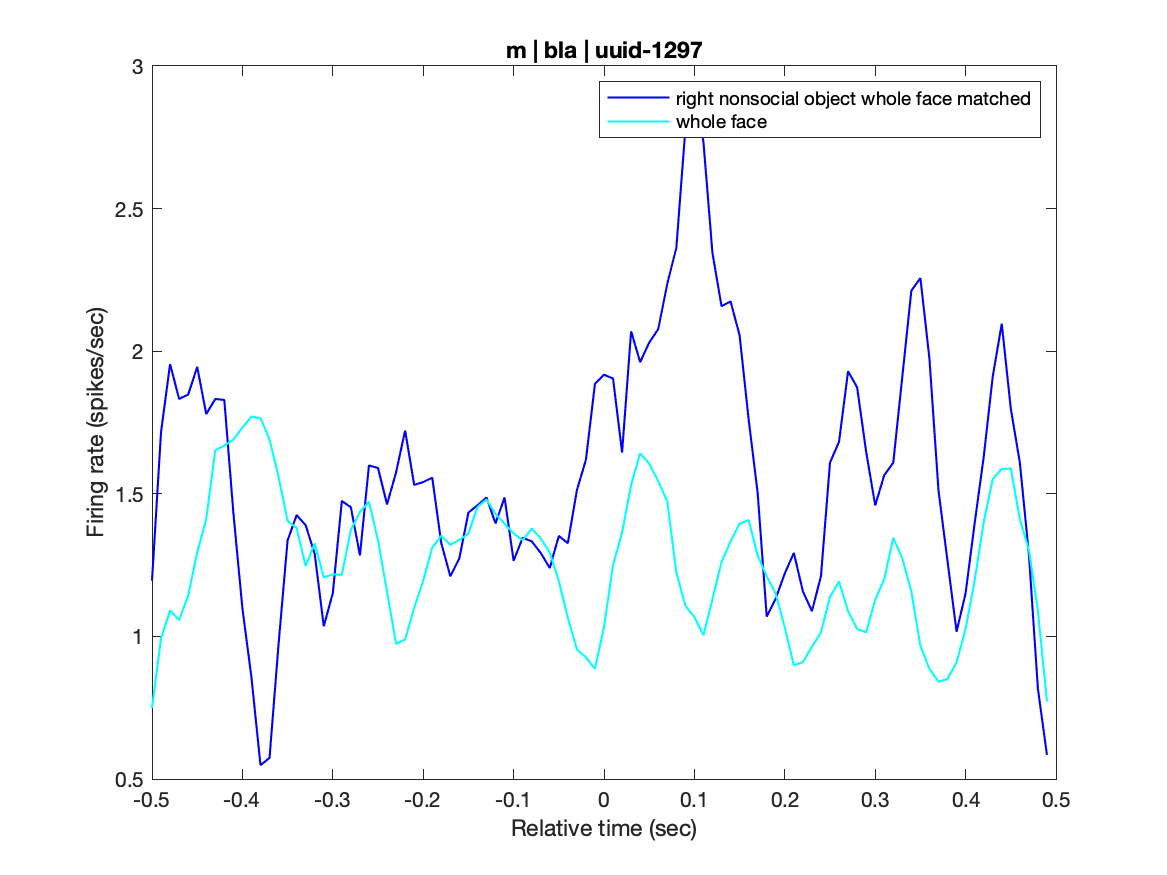 m | bla | uuid-1297
right nonsocial object whole face matched
whole face
Firing rate (spikes/sec)
3
2.5
2
1.5
1
0.5
-0.5 -0.4 -0.3 -0.2 -0.1 0 0.1 0.2 0.3 0.4 0.5
Relative time (sec)